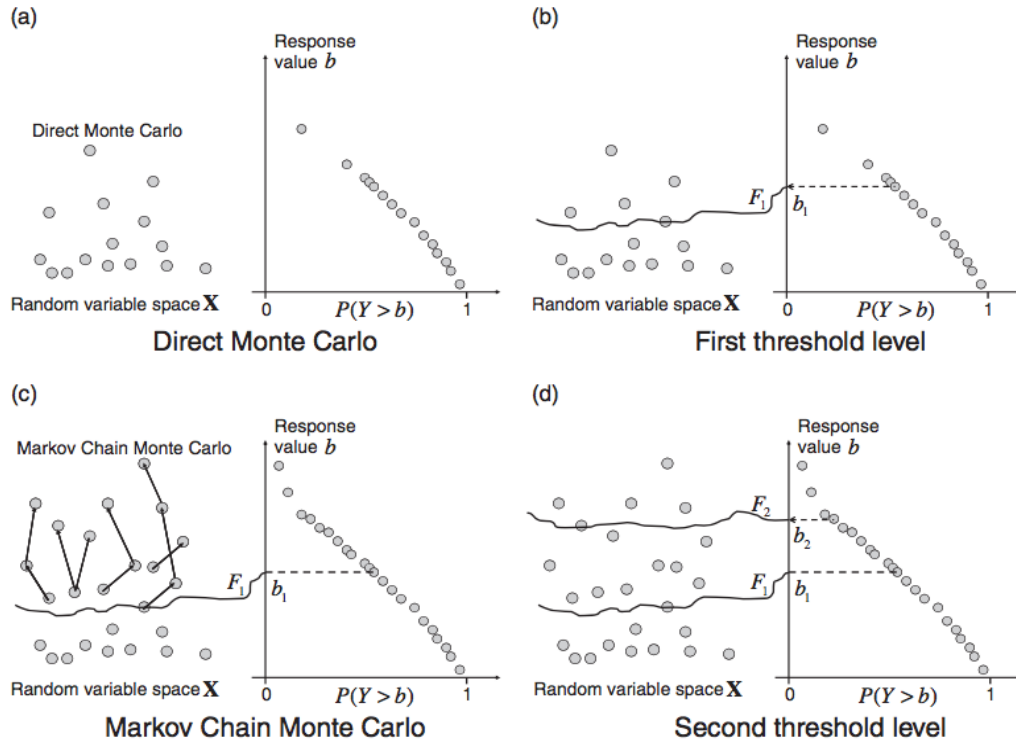 (a)
Response
value b
Direct Monte Carlo
Random variable space X
0
P(Y > b)
1
Direct Monte Carlo
(b)
Response
value b
F₁
b₁
Random variable space X
0
P(Y > b)
1
First threshold level
(c)
Response
value b
Markov Chain Monte Carlo
F₁
b₁
Random variable space X
0
P(Y > b)
1
Markov Chain Monte Carlo
(d)
Response
value b
F₂
b₂
F₁
b₁
Random variable space X
0
P(Y > b)
1
Second threshold level